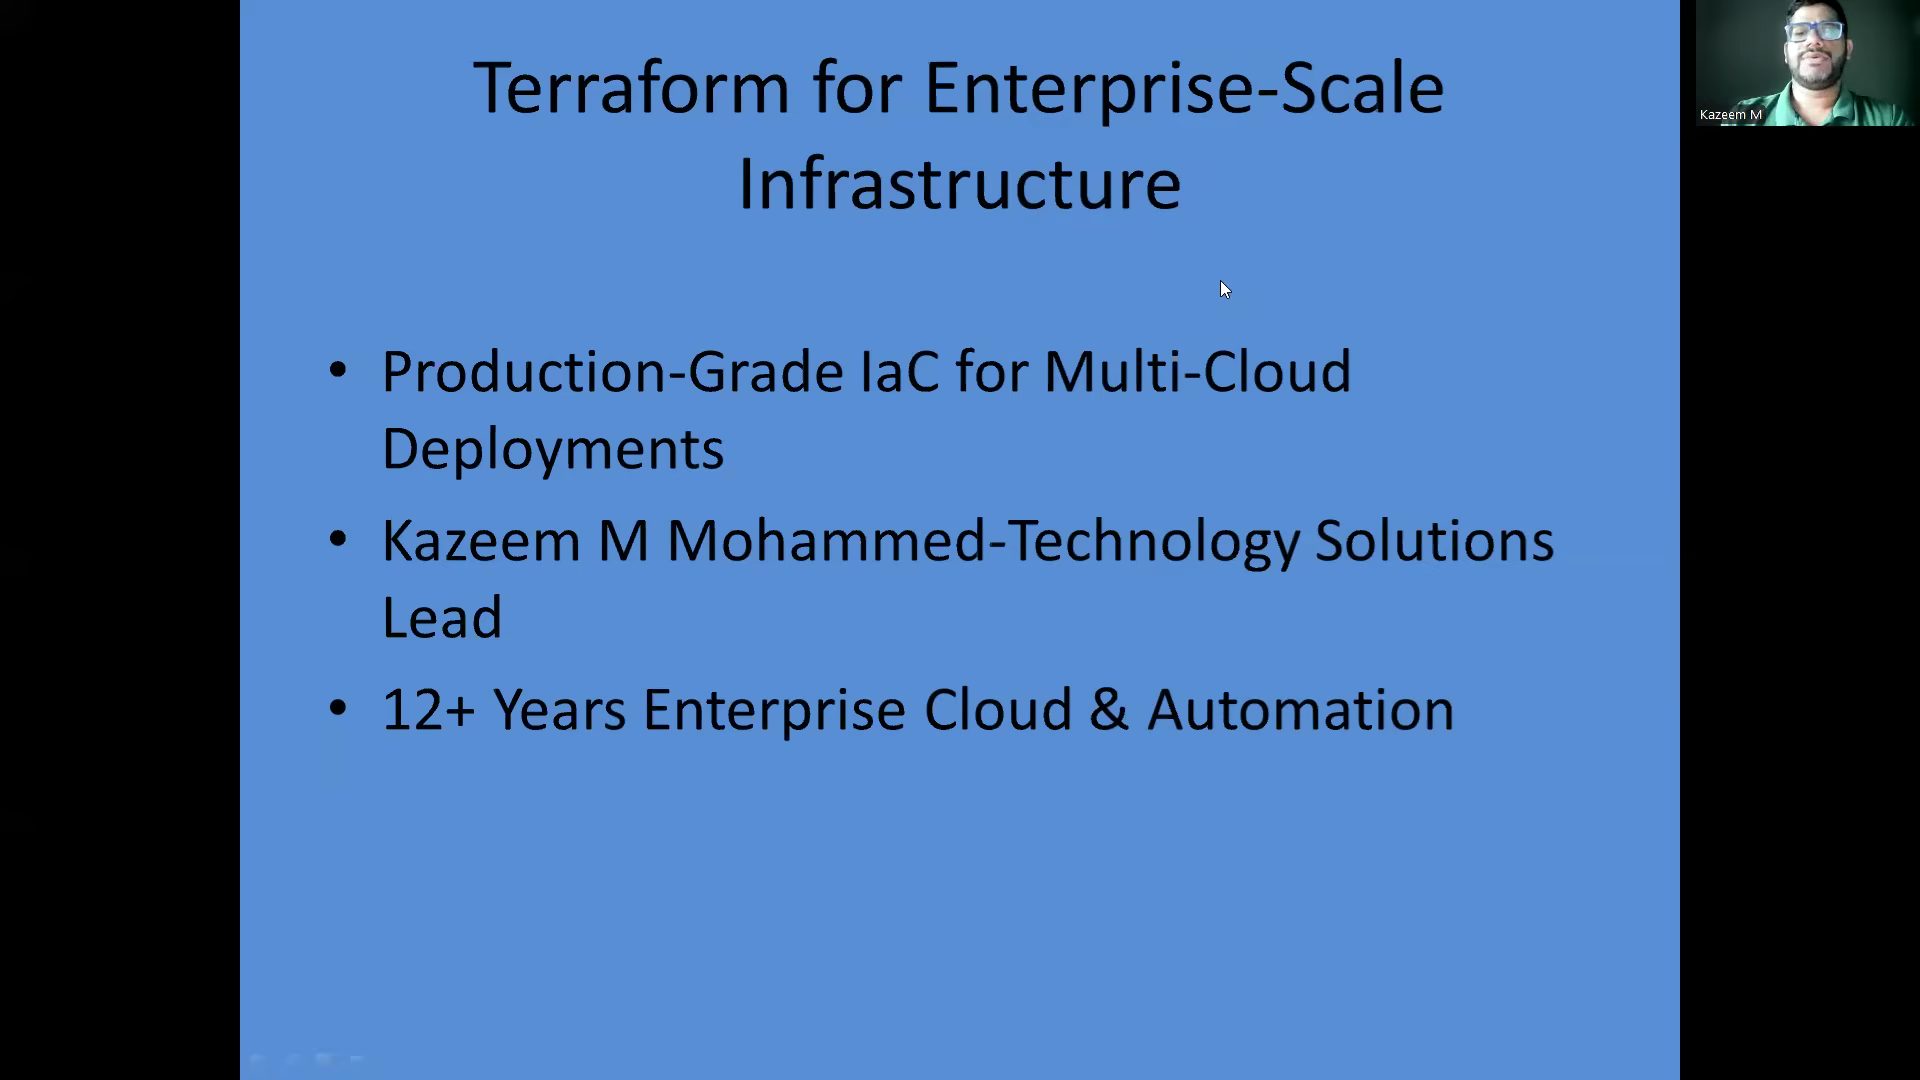 Terraform for Enterprise-Scale
Infrastructure
• Production-Grade IaC for Multi-Cloud
Deployments
• Kazeem M Mohammed-Technology Solutions
Lead
• 12+ Years Enterprise Cloud & Automation
Kazeem M